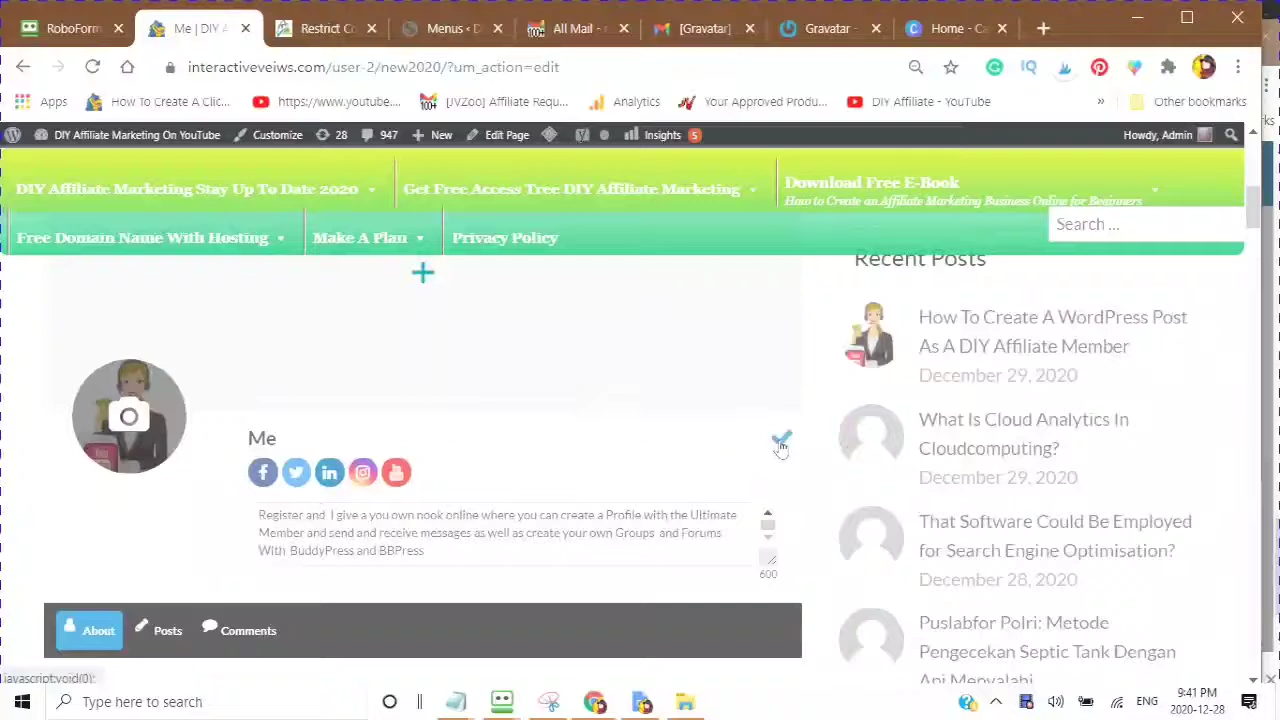 RoboForm
Me | DIY A
Restrict Co
Menus ‹ D
All Mail -
[Gravatar]
Gravatar -
Home - Ca
interactiveveiws.com/user-2/new2020/?um_action=edit
Apps
How To Create A Clic...
https://www.youtube....
[JVZoo] Affiliate Requ...
Analytics
Your Approved Produ...
DIY Affiliate - YouTube
»
Other bookmarks
DIY Affiliate Marketing On YouTube
Customize
28
947
New
Edit Page
Insights
5
Howdy, Admin
DIY Affiliate Marketing Stay Up To Date 2020
Get Free Access Tree DIY Affiliate Marketing
Download Free E-Book
How to Create an Affiliate Marketing Business Online for Beginners
Free Domain Name With Hosting
Make A Plan
Privacy Policy
Search ...
Recent Posts
How To Create A WordPress Post
As A DIY Affiliate Member
December 29, 2020
What Is Cloud Analytics In
Cloudcomputing?
December 29, 2020
That Software Could Be Employed
for Search Engine Optimisation?
December 28, 2020
Puslabfor Polri: Metode
Pengecekan Septic Tank Dengan
Api Menyalahi
Me
Register and I give a you own nook online where you can create a Profile with the Ultimate
Member and send and receive messages as well as create your own Groups and Forums
With BuddyPress and BBPress
600
About
Posts
Comments
javascript:void(0);
Type here to search
ENG
9:41 PM
2020-12-28